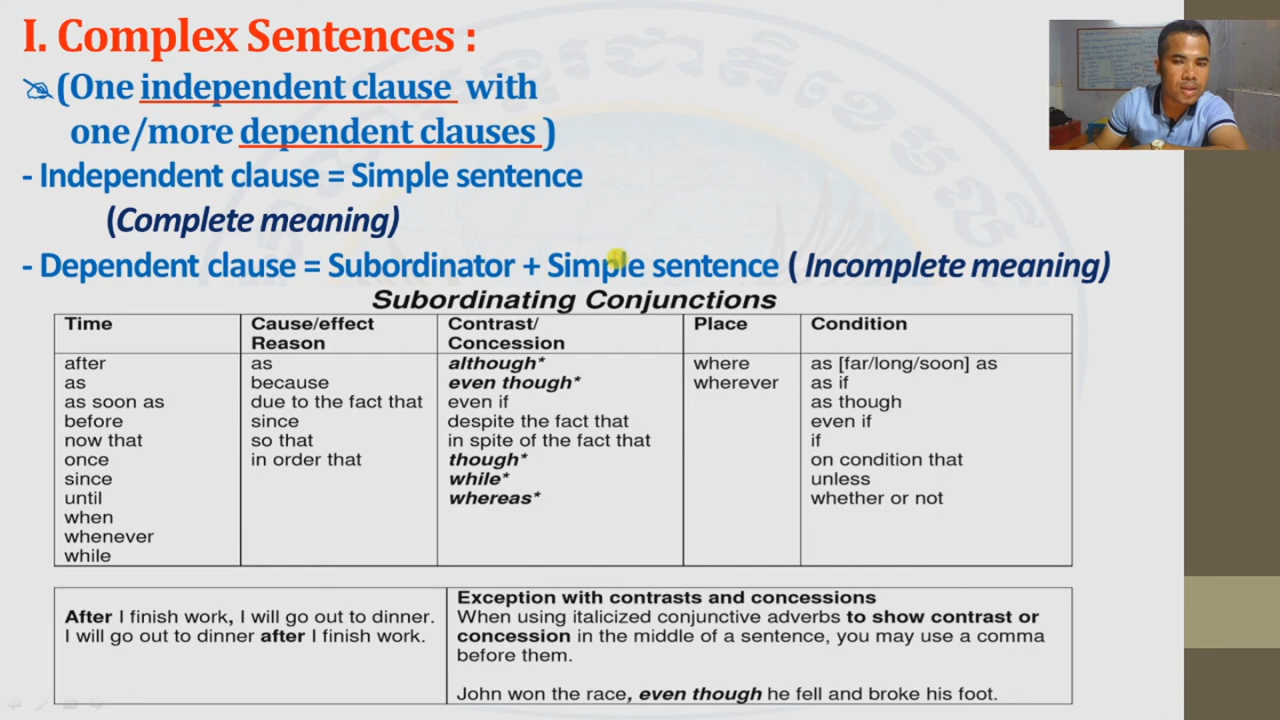 I. Complex Sentences :
(One independent clause with
one/more dependent clauses )
- Independent clause = Simple sentence
(Complete meaning)
- Dependent clause = Subordinator + Simple sentence ( Incomplete meaning)
Subordinating Conjunctions
Time
Cause/effect
Reason
Contrast/
Concession
Place
Condition
after
as
as soon as
before
now that
once
since
until
when
whenever
while
as
because
due to the fact that
since
so that
in order that
although*
even though*
even if
despite the fact that
in spite of the fact that
though*
while*
whereas*
where
wherever
as [far/long/soon] as
as if
as though
even if
if
on condition that
unless
whether or not
After I finish work, I will go out to dinner.
I will go out to dinner after I finish work.
Exception with contrasts and concessions
When using italicized conjunctive adverbs to show contrast or
concession in the middle of a sentence, you may use a comma
before them.
John won the race, even though he fell and broke his foot.